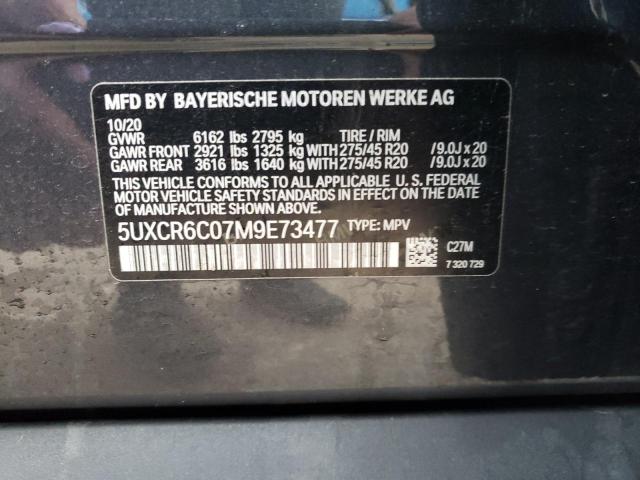 MFD BY BAYERISCHE MOTOREN WERKE AG
10/20
GVWR 6162 lbs 2795 kg TIRE / RIM
GAWR FRONT 2921 lbs 1325 kg WITH 275/45 R20 /9.0J x 20
GAWR REAR 3616 lbs 1640 kg WITH 275/45 R20 /9.0J x 20
THIS VEHICLE CONFORMS TO ALL APPLICABLE U. S. FEDERAL
MOTOR VEHICLE SAFETY STANDARDS IN EFFECT ON THE
DATE OF MANUFACTURE SHOWN ABOVE.
5UXCR6C07M9E73477 TYPE: MPV
C27M
7 320 729